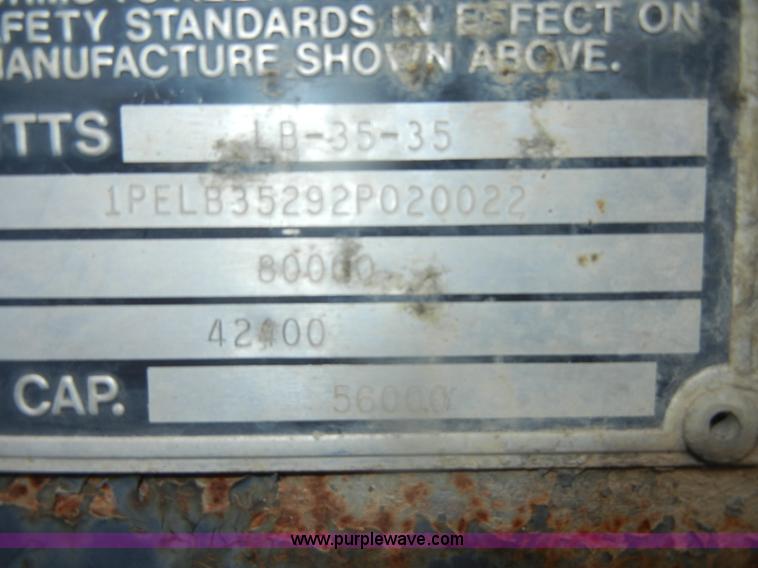 SAFETY STANDARDS IN EFFECT ON
MANUFACTURE SHOWN ABOVE.
TTS LB-35-35
1PELB35292P020022
80000
42400
CAP. 56000
www.purplewave.com